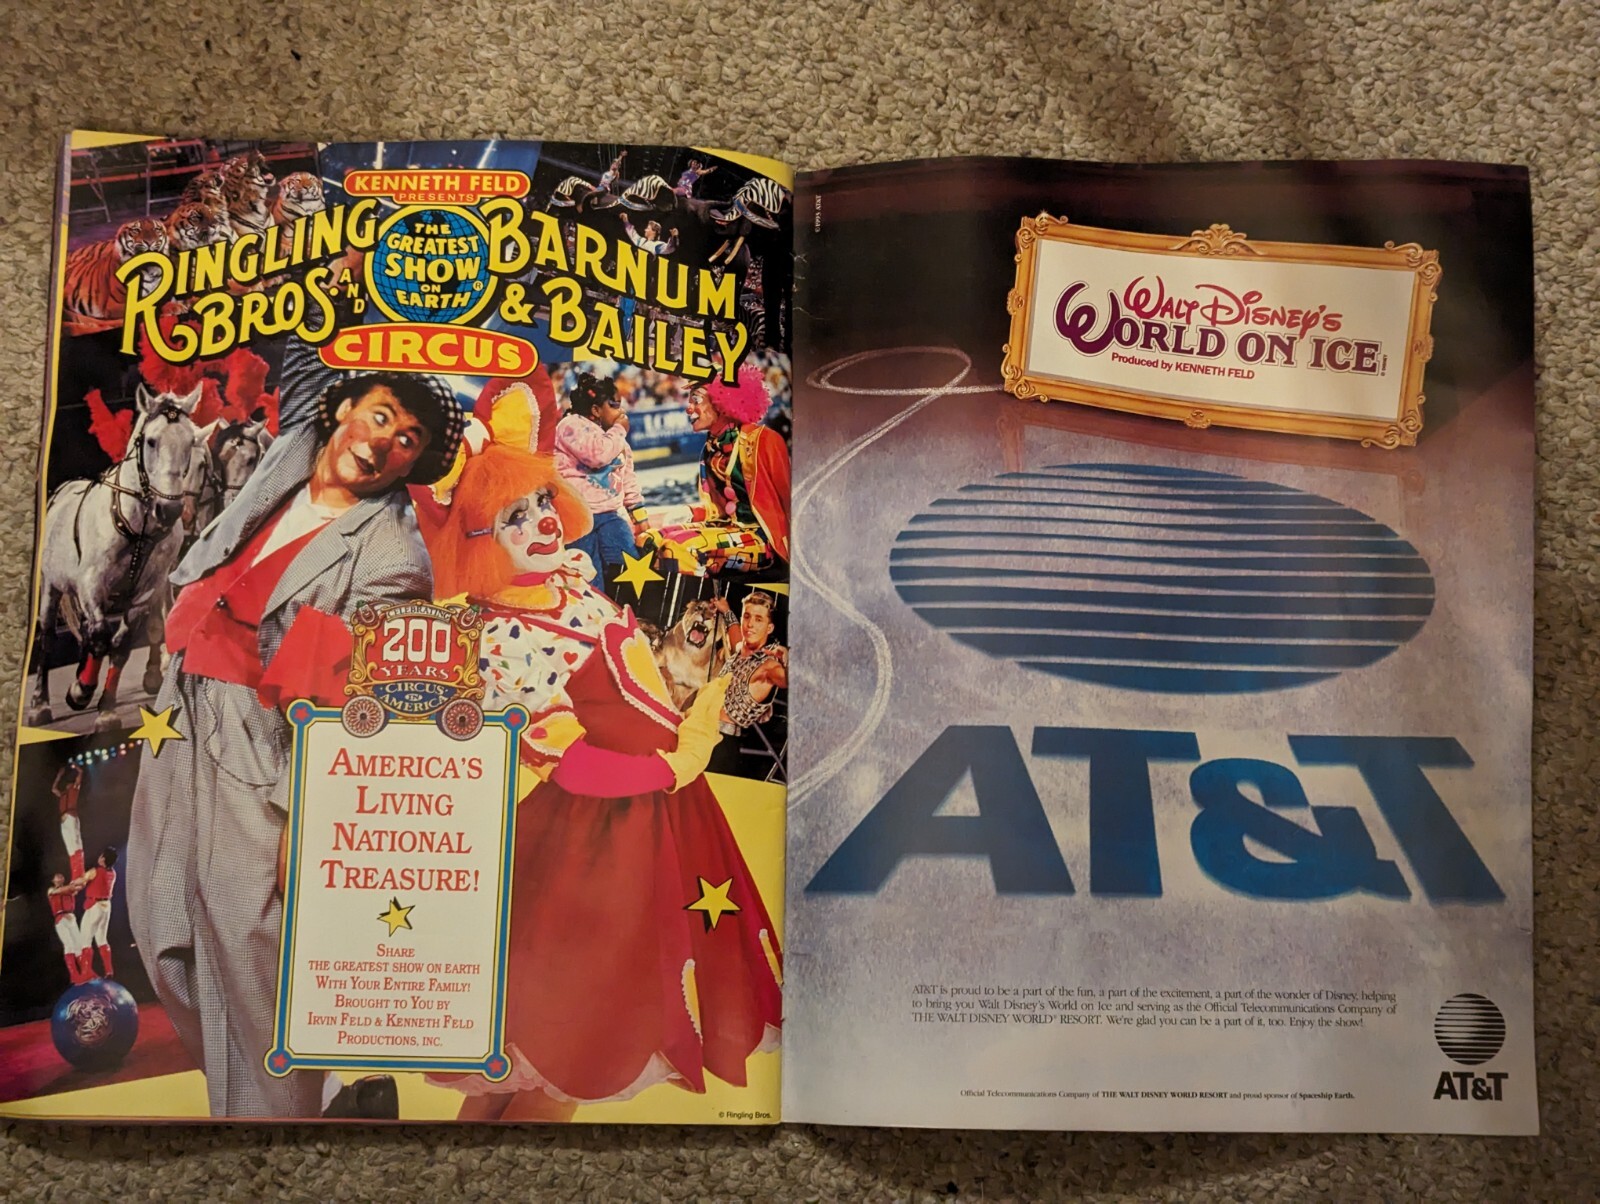 KENNETH FELD
PRESENTS
RINGLING
BROS. AND
THE
GREATEST
SHOW
ON
EARTH®
BARNUM
& BAILEY
CIRCUS
CELEBRATING
200
YEARS
CIRCUS
IN
AMERICA
AMERICA'S
LIVING
NATIONAL
TREASURE!
SHARE
THE GREATEST SHOW ON EARTH
WITH YOUR ENTIRE FAMILY!
BROUGHT TO YOU BY
IRVIN FELD & KENNETH FELD
PRODUCTIONS, INC.
© Ringling Bros.
©1993 AT&T
WALT DISNEY'S
WORLD ON ICE
Produced by KENNETH FELD
AT&T
AT&T is proud to be a part of the fun, a part of the excitement, a part of the wonder of Disney, helping
to bring you Walt Disney's World on Ice and serving as the Official Telecommunications Company of
THE WALT DISNEY WORLD® RESORT. We're glad you can be a part of it, too. Enjoy the show!
AT&T
Official Telecommunications Company of THE WALT DISNEY WORLD RESORT and proud sponsor of Spaceship Earth.